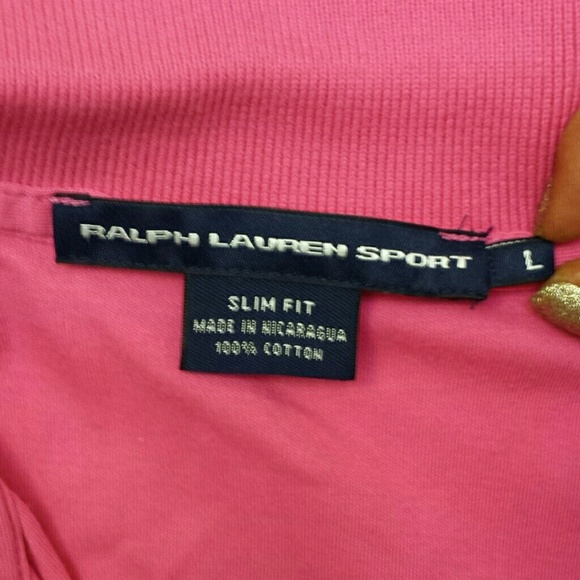 RALPH LAUREN SPORT
L
SLIM FIT
MADE IN NICARAGUA
100% COTTON